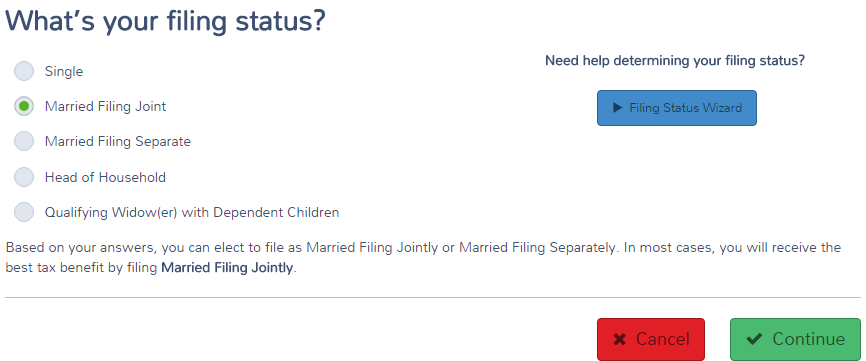 What's your filing status?
Need help determining your filing status?
Single
Filing Status Wizard
Married Filing Joint
Married Filing Separate
Head of Household
Qualifying Widow(er) with Dependent Children
Based on your answers, you can elect to file as Married Filing Jointly or Married Filing Separately. In most cases, you will receive the
best tax benefit by filing Married Filing Jointly.
Cancel
Continue